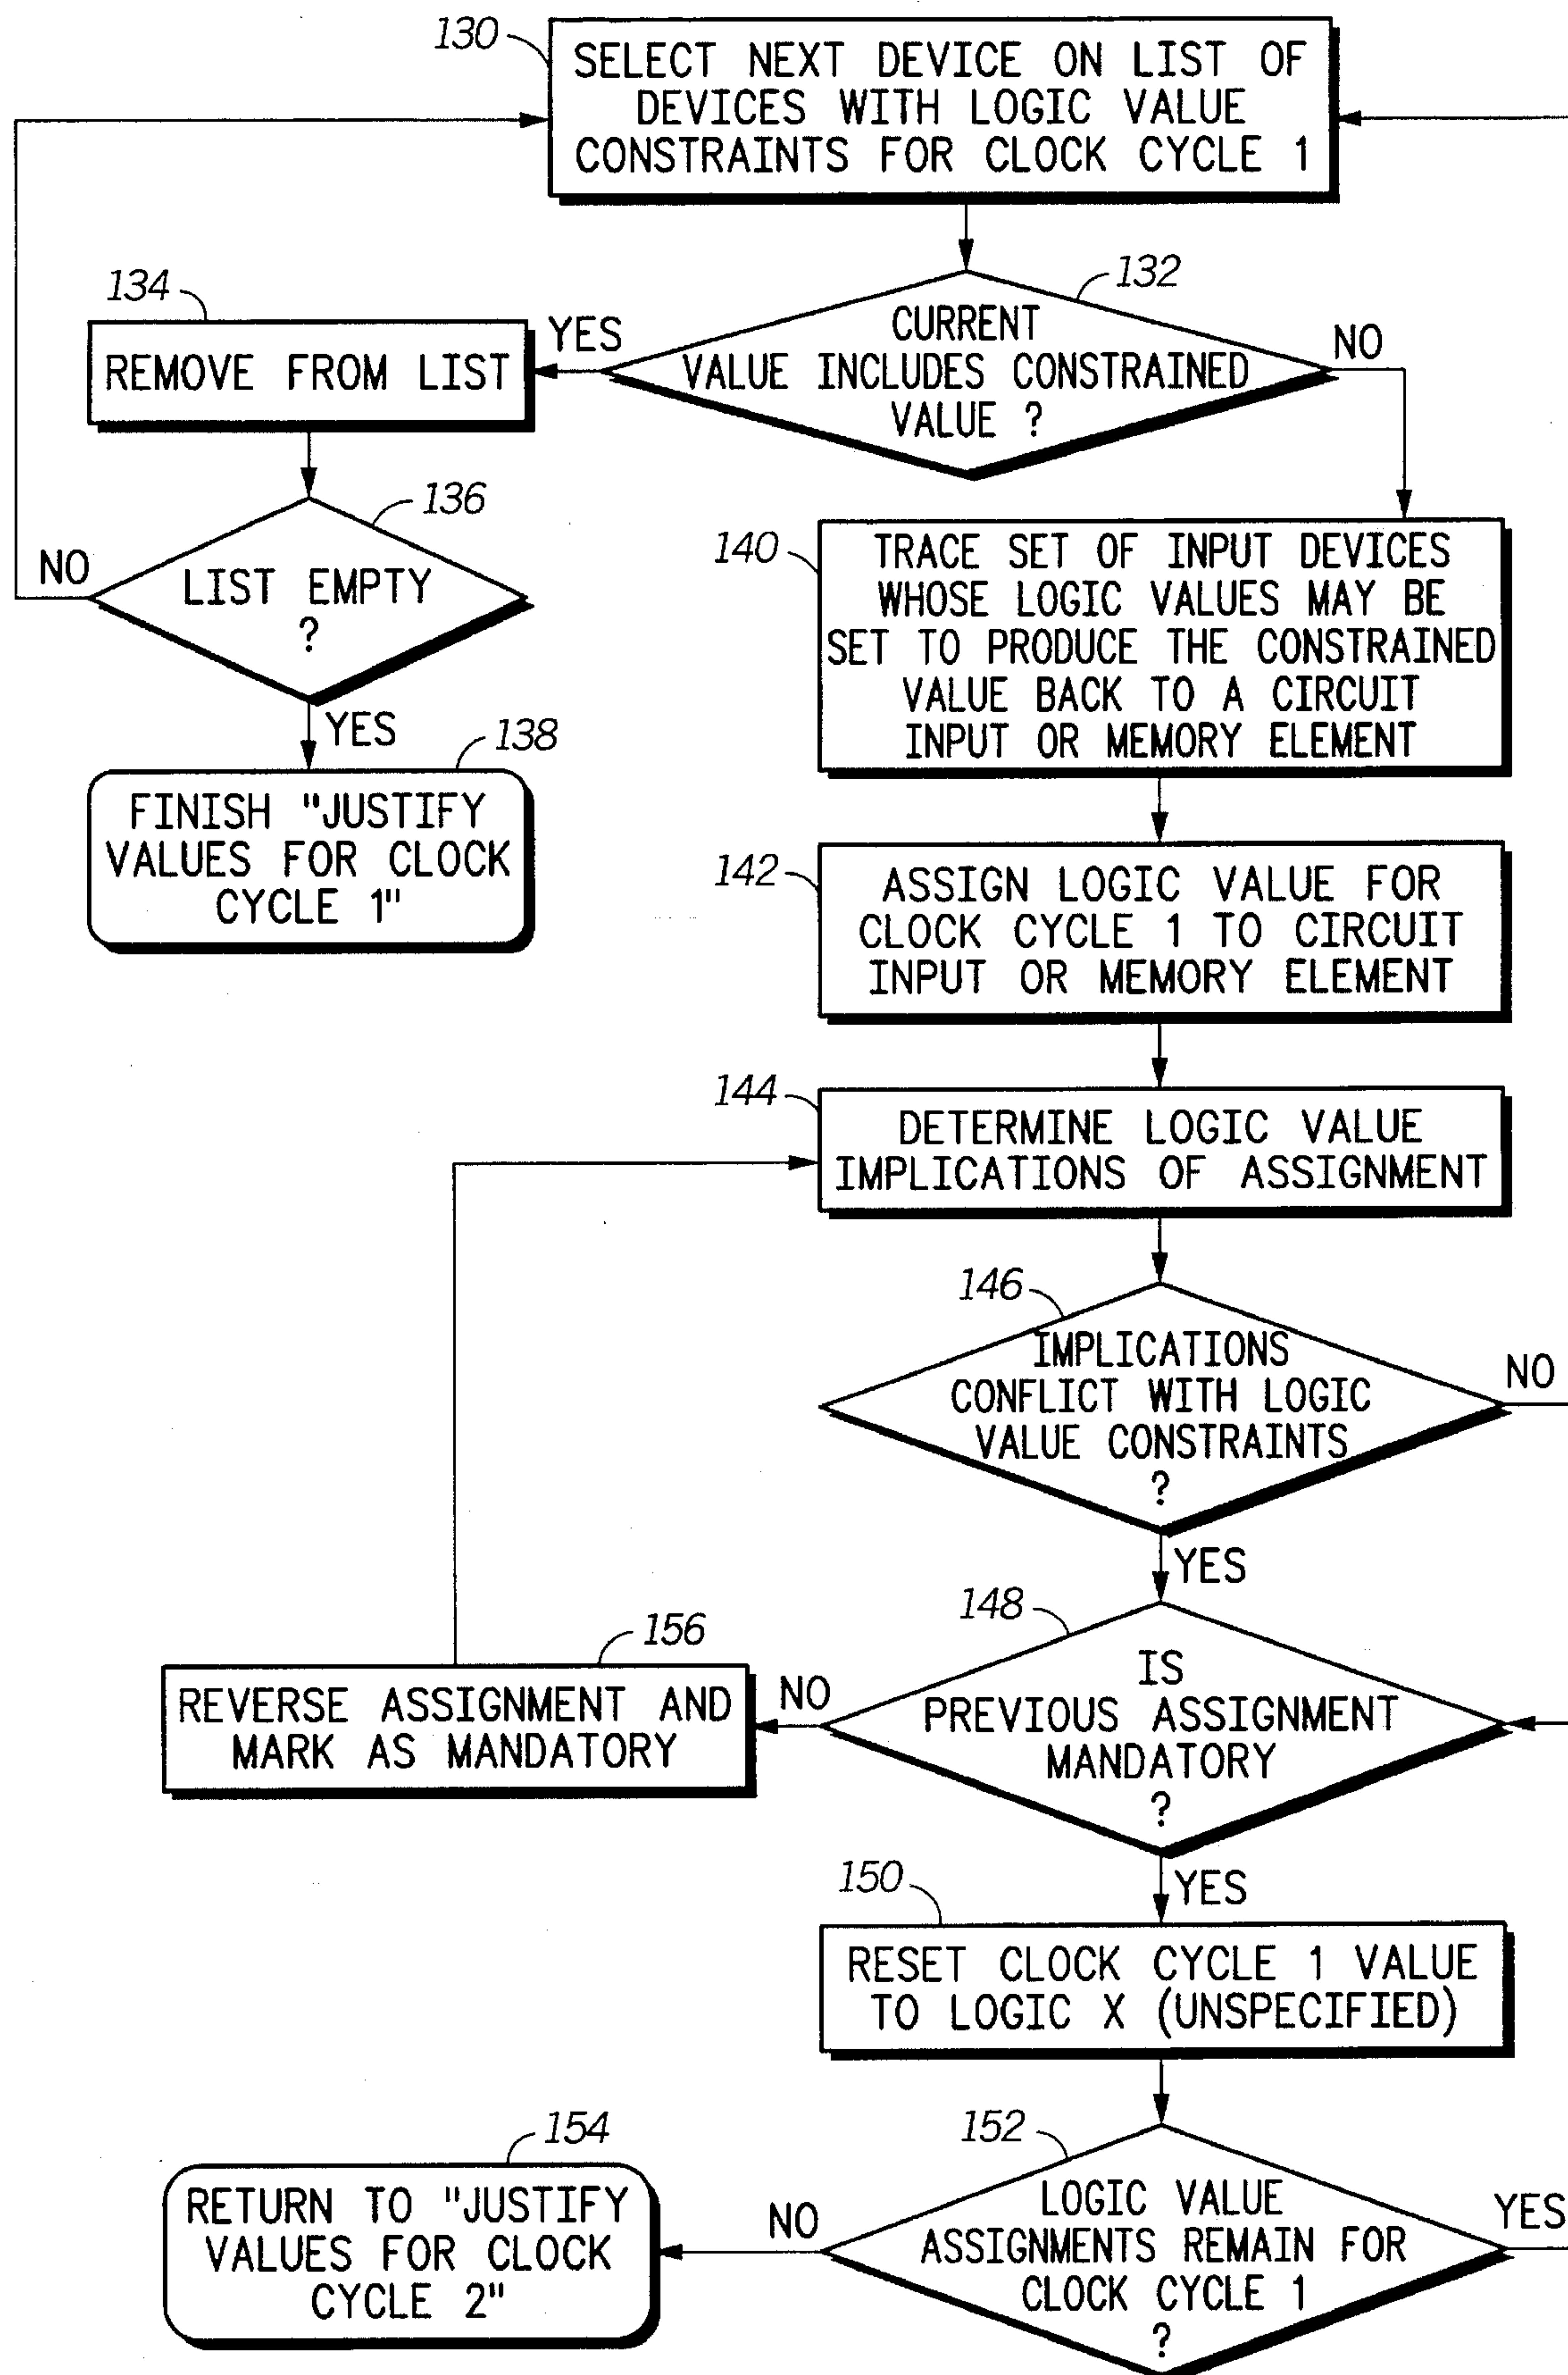 130
SELECT NEXT DEVICE ON LIST OF
DEVICES WITH LOGIC VALUE
CONSTRAINTS FOR CLOCK CYCLE 1
132
CURRENT
VALUE INCLUDES CONSTRAINED
VALUE ?
YES
NO
134
REMOVE FROM LIST
136
LIST EMPTY
?
NO
YES
138
FINISH "JUSTIFY
VALUES FOR CLOCK
CYCLE 1"
140
TRACE SET OF INPUT DEVICES
WHOSE LOGIC VALUES MAY BE
SET TO PRODUCE THE CONSTRAINED
VALUE BACK TO A CIRCUIT
INPUT OR MEMORY ELEMENT
142
ASSIGN LOGIC VALUE FOR
CLOCK CYCLE 1 TO CIRCUIT
INPUT OR MEMORY ELEMENT
144
DETERMINE LOGIC VALUE
IMPLICATIONS OF ASSIGNMENT
146
IMPLICATIONS
CONFLICT WITH LOGIC
VALUE CONSTRAINTS
?
NO
YES
148
IS
PREVIOUS ASSIGNMENT
MANDATORY
?
NO
YES
156
REVERSE ASSIGNMENT AND
MARK AS MANDATORY
150
RESET CLOCK CYCLE 1 VALUE
TO LOGIC X (UNSPECIFIED)
152
LOGIC VALUE
ASSIGNMENTS REMAIN FOR
CLOCK CYCLE 1
?
NO
YES
154
RETURN TO "JUSTIFY
VALUES FOR CLOCK
CYCLE 2"